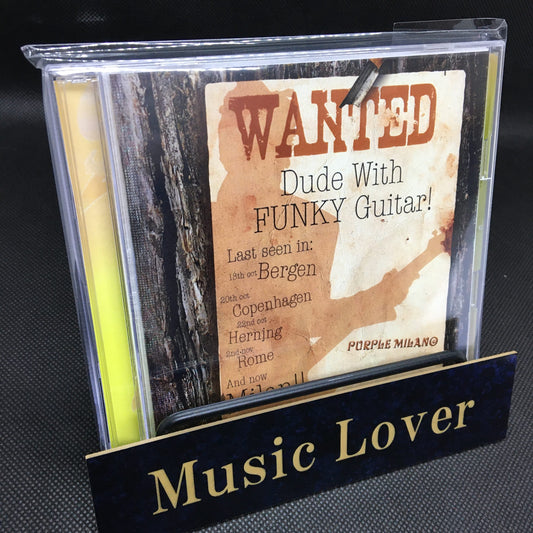 WANTED
Dude With
FUNKY Guitar!
Last seen in:
18th oct Bergen
20th oct
Copenhagen
22nd oct
Herning
2nd nov
Rome
And now
Milan!!
PURPLE MILANO
Music Lover